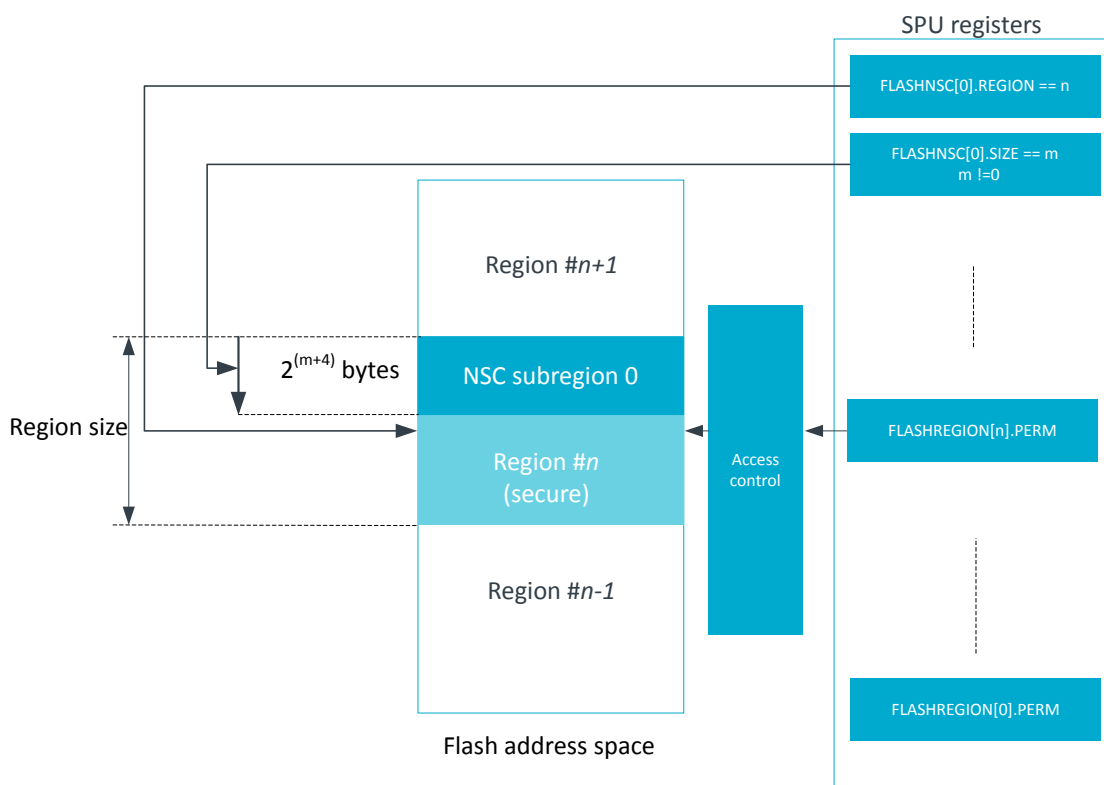 SPU registers
FLASHNSC[0].REGION == n
FLASHNSC[0].SIZE == m
m !=0
Region #n+1
2^(m+4) bytes
NSC subregion 0
Region size
FLASHREGION[n].PERM
Region #n
(secure)
Access
control
Region #n-1
FLASHREGION[0].PERM
Flash address space